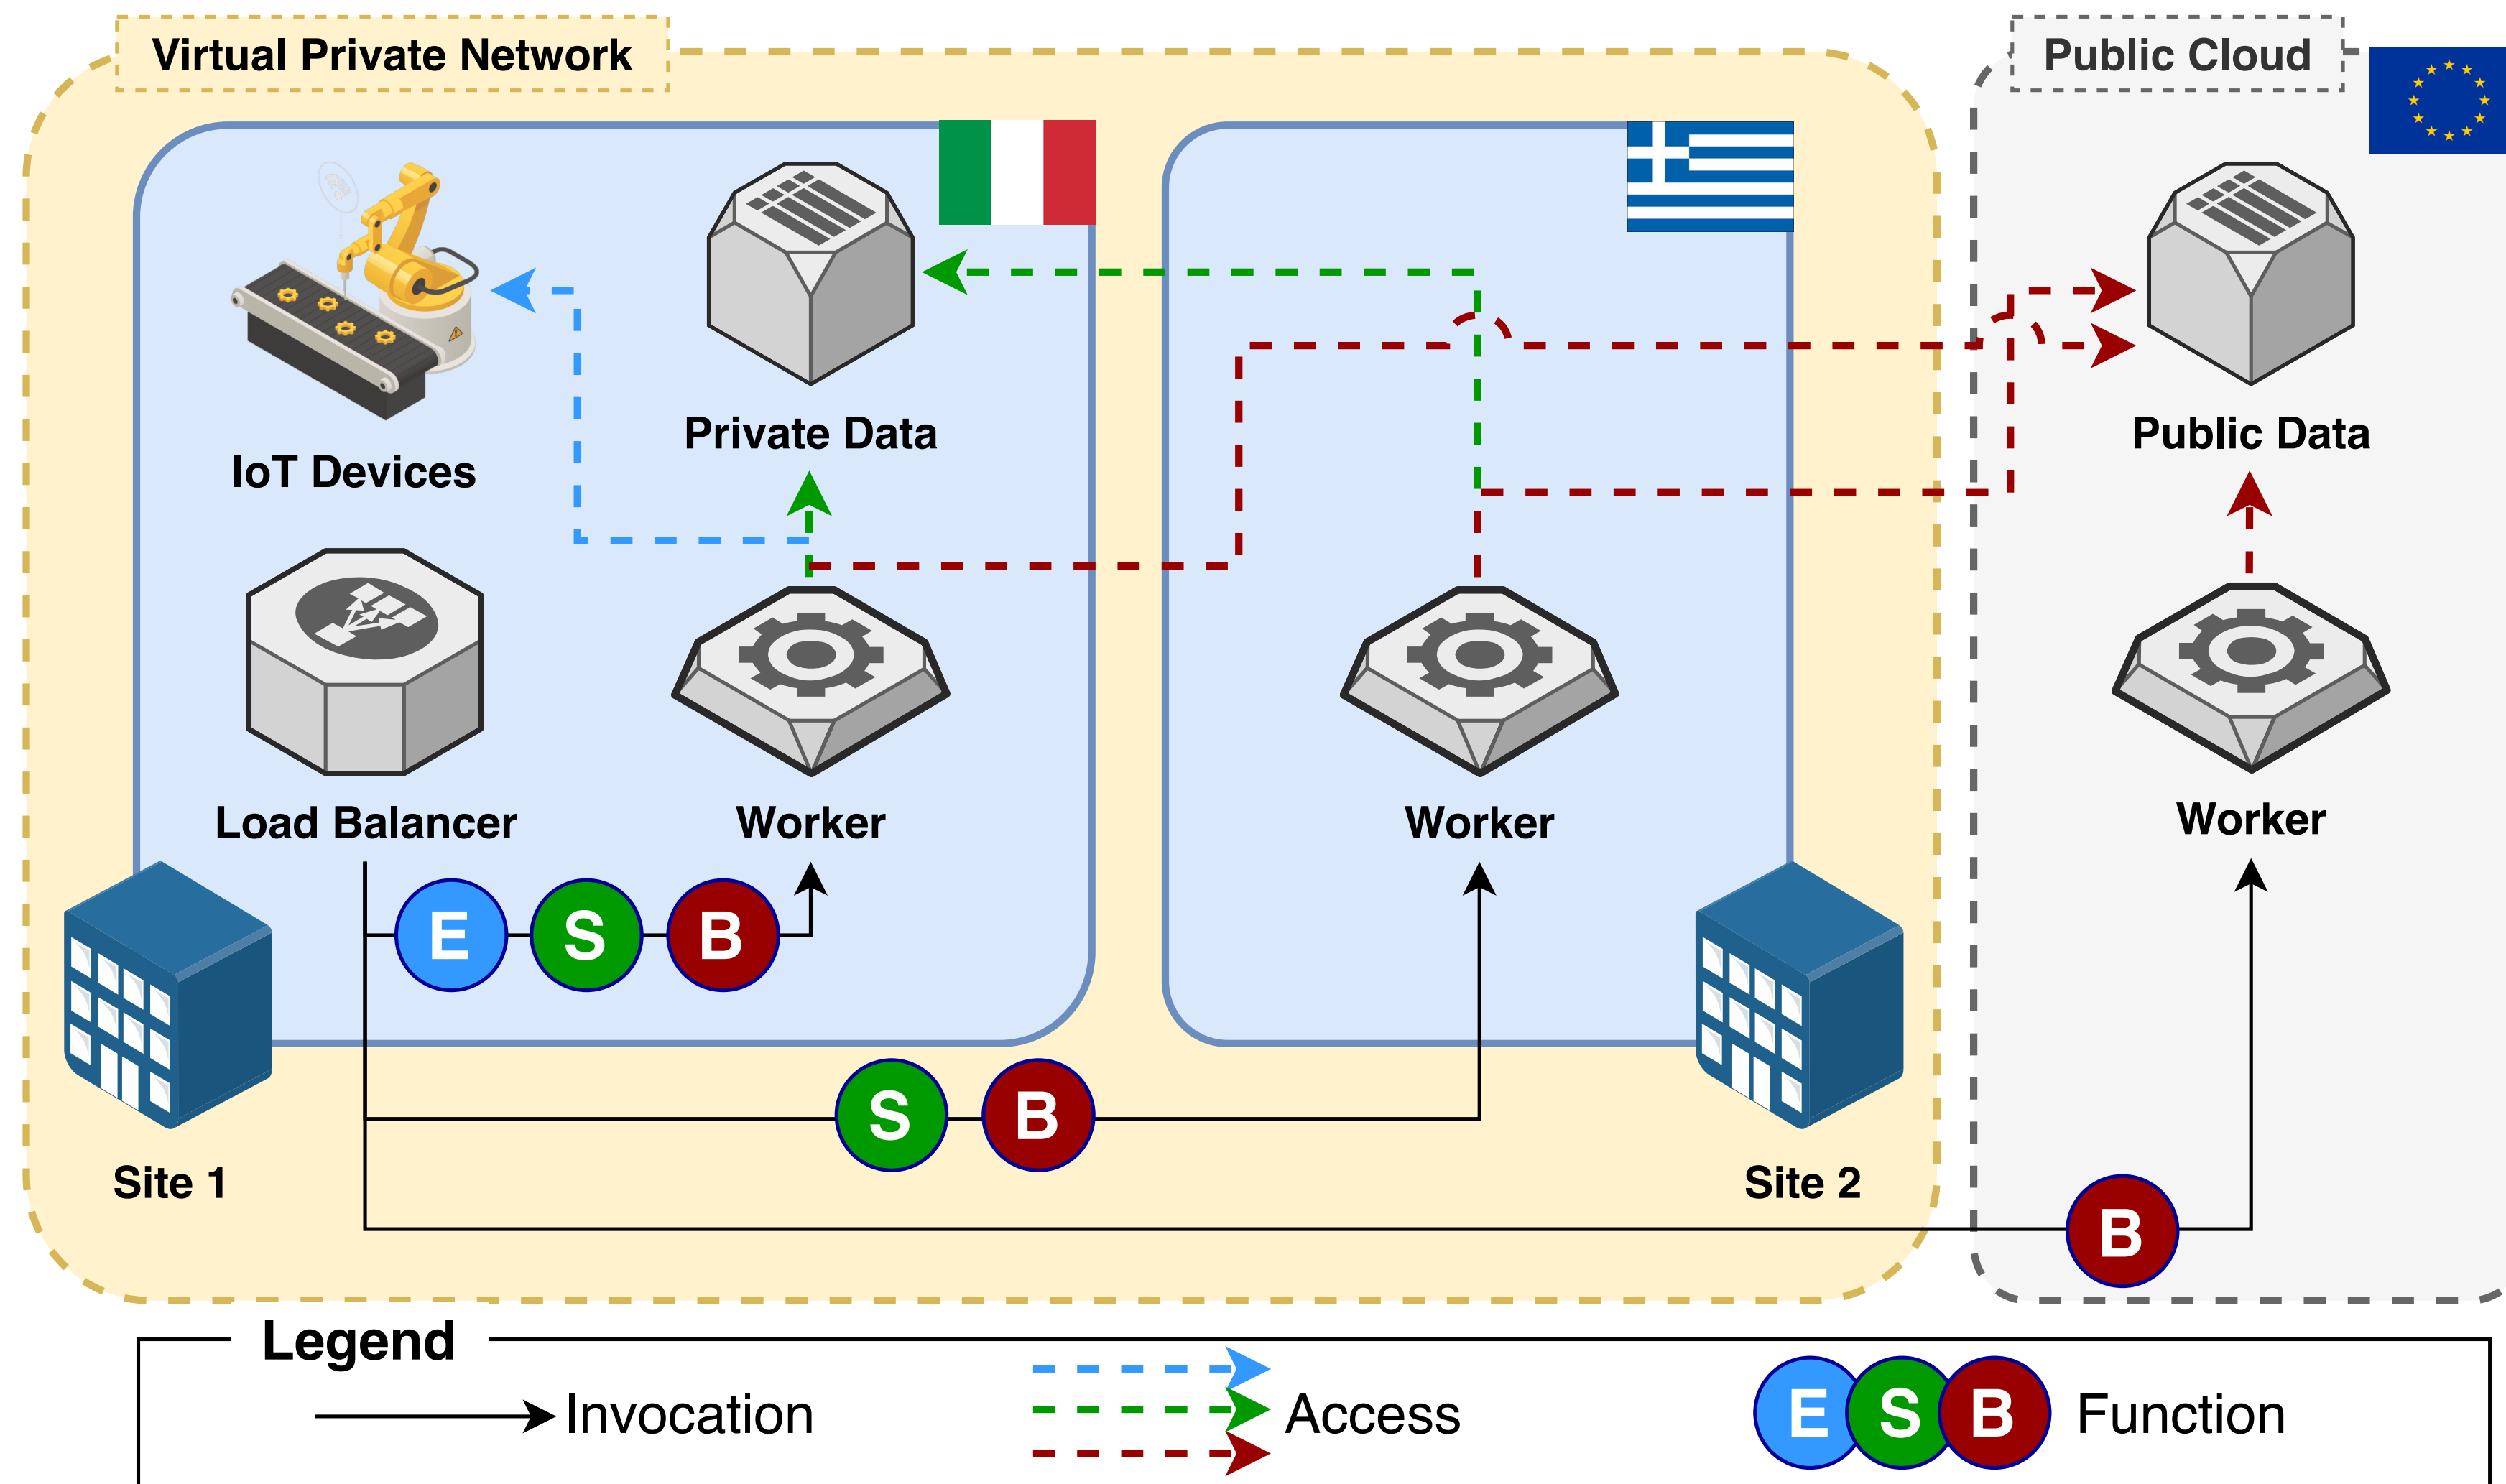 Virtual Private Network
Public Cloud
IoT Devices
Private Data
Public Data
Load Balancer
Worker
Worker
Worker
E
S
B
S
B
Site 1
Site 2
B
Legend
Invocation
Access
E
S
B
Function